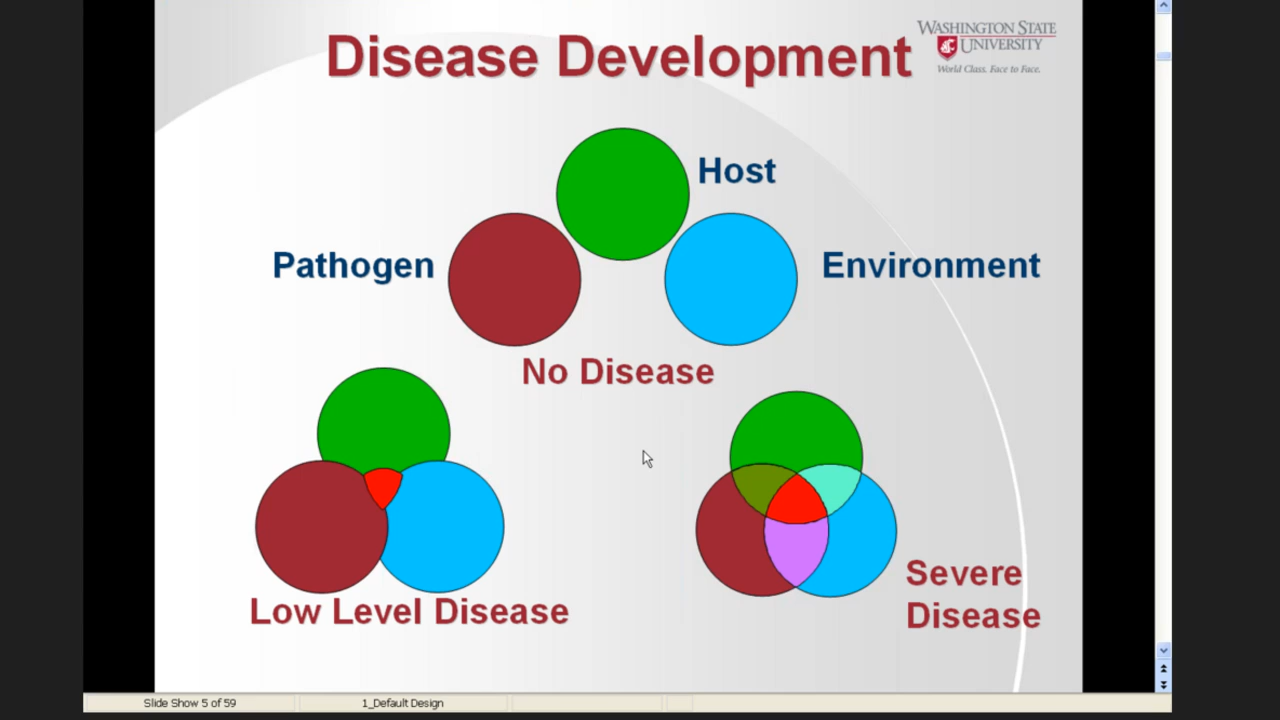 Disease Development
WASHINGTON STATE
UNIVERSITY
World Class. Face to Face.
Host
Pathogen
Environment
No Disease
Low Level Disease
Severe
Disease
Slide Show 5 of 59
1_Default Design